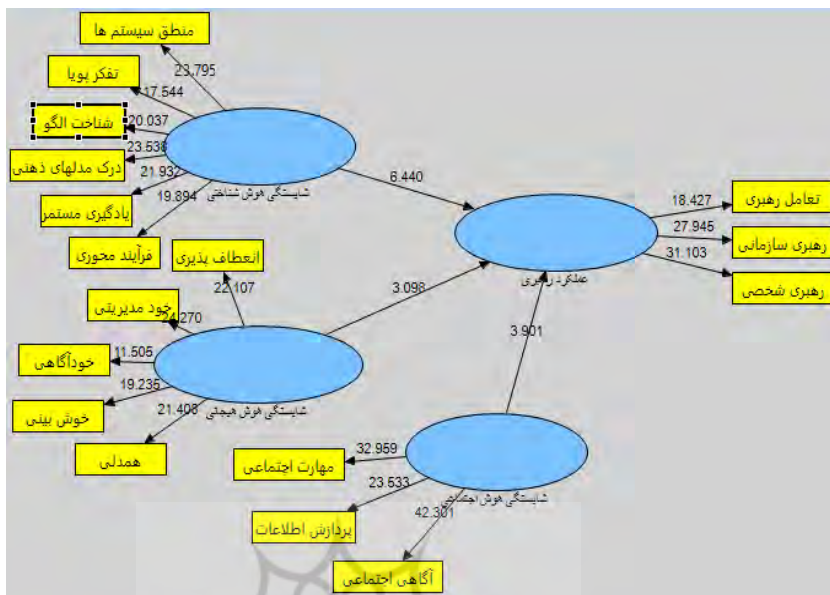 منطق سیستم ها
23.795
تفکر پویا
17.544
شناخت الگو
20.037
درک مدلهای ذهنی
23.536
یادگیری مستمر
21.932
فرآیند محوری
19.894
شایستگی هوش شناختی
6.440
تعامل رهبری
18.427
رهبری سازمانی
27.945
رهبری شخصی
31.103
عملکرد رهبری
انعطاف پذیری
22.107
خود مدیریتی
24.270
خودآگاهی
11.505
خوش بینی
19.235
همدلی
21.408
شایستگی هوش هیجانی
3.098
3.901
مهارت اجتماعی
32.959
پردازش اطلاعات
23.533
آگاهی اجتماعی
42.301
شایستگی هوش اجتماعی